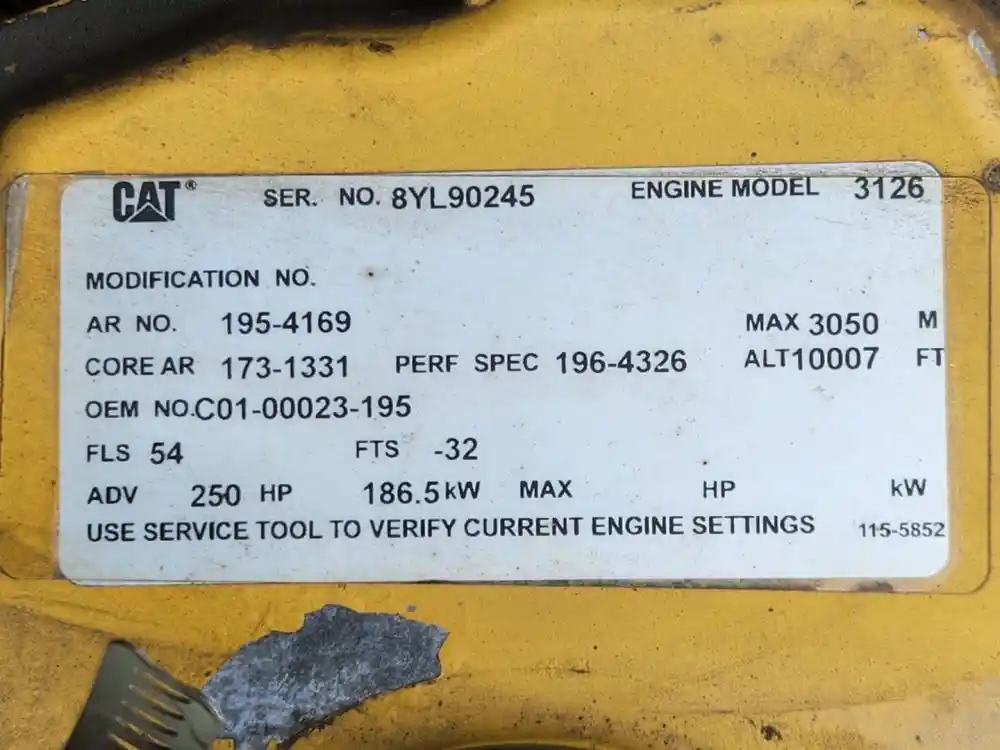 CAT® SER. NO. 8YL90245 ENGINE MODEL 3126
MODIFICATION NO.
AR NO. 195-4169 MAX 3050 M
CORE AR 173-1331 PERF SPEC 196-4326 ALT 10007 FT
OEM NO. C01-00023-195
FLS 54 FTS -32
ADV 250 HP 186.5 kW MAX HP kW
USE SERVICE TOOL TO VERIFY CURRENT ENGINE SETTINGS 115-5852